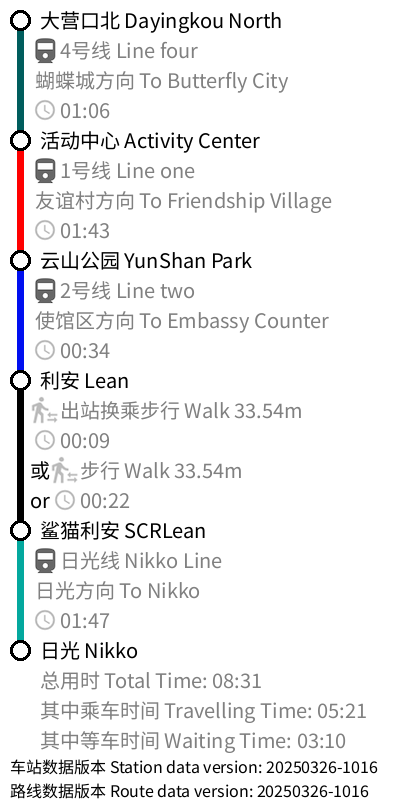 大营口北 Dayingkou North
4号线 Line four
蝴蝶城方向 To Butterfly City
01:06
活动中心 Activity Center
1号线 Line one
友谊村方向 To Friendship Village
01:43
云山公园 YunShan Park
2号线 Line two
使馆区方向 To Embassy Counter
00:34
利安 Lean
出站换乘步行 Walk 33.54m
00:09
或 步行 Walk 33.54m
or 00:22
鲨猫利安 SCRLean
日光线 Nikko Line
日光方向 To Nikko
01:47
日光 Nikko
总用时 Total Time: 08:31
其中乘车时间 Travelling Time: 05:21
其中等车时间 Waiting Time: 03:10
车站数据版本 Station data version: 20250326-1016
路线数据版本 Route data version: 20250326-1016